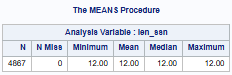 The MEANS Procedure
Analysis Variable : len_ssn
N N Miss Minimum Mean Median Maximum
4867 0 12.00 12.00 12.00 12.00